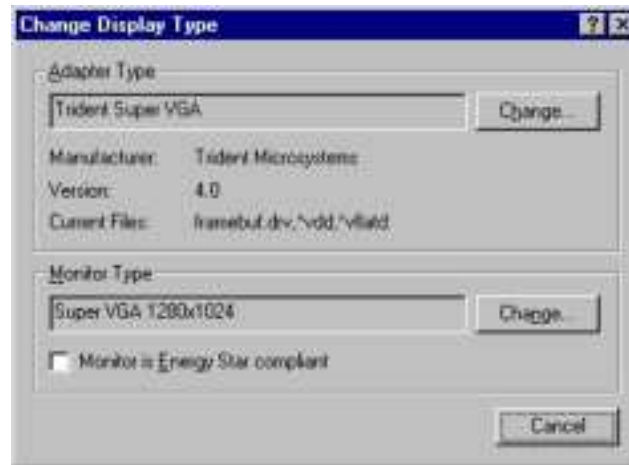 Change Display Type
Adapter Type
Trident Super VGA
Change...
Manufacturer: Trident Microsystems
Version: 4.0
Current Files: framebuf.drv,*vdd,*vflatd
Monitor Type
Super VGA 1280x1024
Change...
Monitor is Energy Star compliant
Cancel